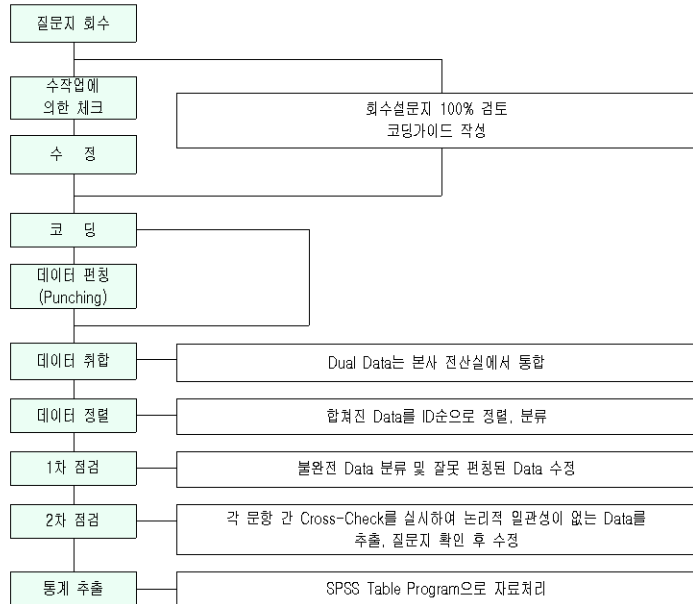 질문지 회수
수작업에
의한 체크
회수설문지 100% 검토
코딩가이드 작성
수 정
코 딩
데이터 펀칭
(Punching)
데이터 취합
Dual Data는 본사 전산실에서 통합
데이터 정렬
합쳐진 Data를 ID순으로 정렬, 분류
1차 점검
불완전 Data 분류 및 잘못 펀칭된 Data 수정
2차 점검
각 문항 간 Cross-Check를 실시하여 논리적 일관성이 없는 Data를
추출, 질문지 확인 후 수정
통계 추출
SPSS Table Program으로 자료처리